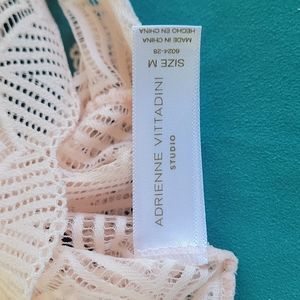 ADRIENNE VITTADINI
STUDIO
SIZE M
6024-28
MADE IN CHINA
HECHO EN CHINA